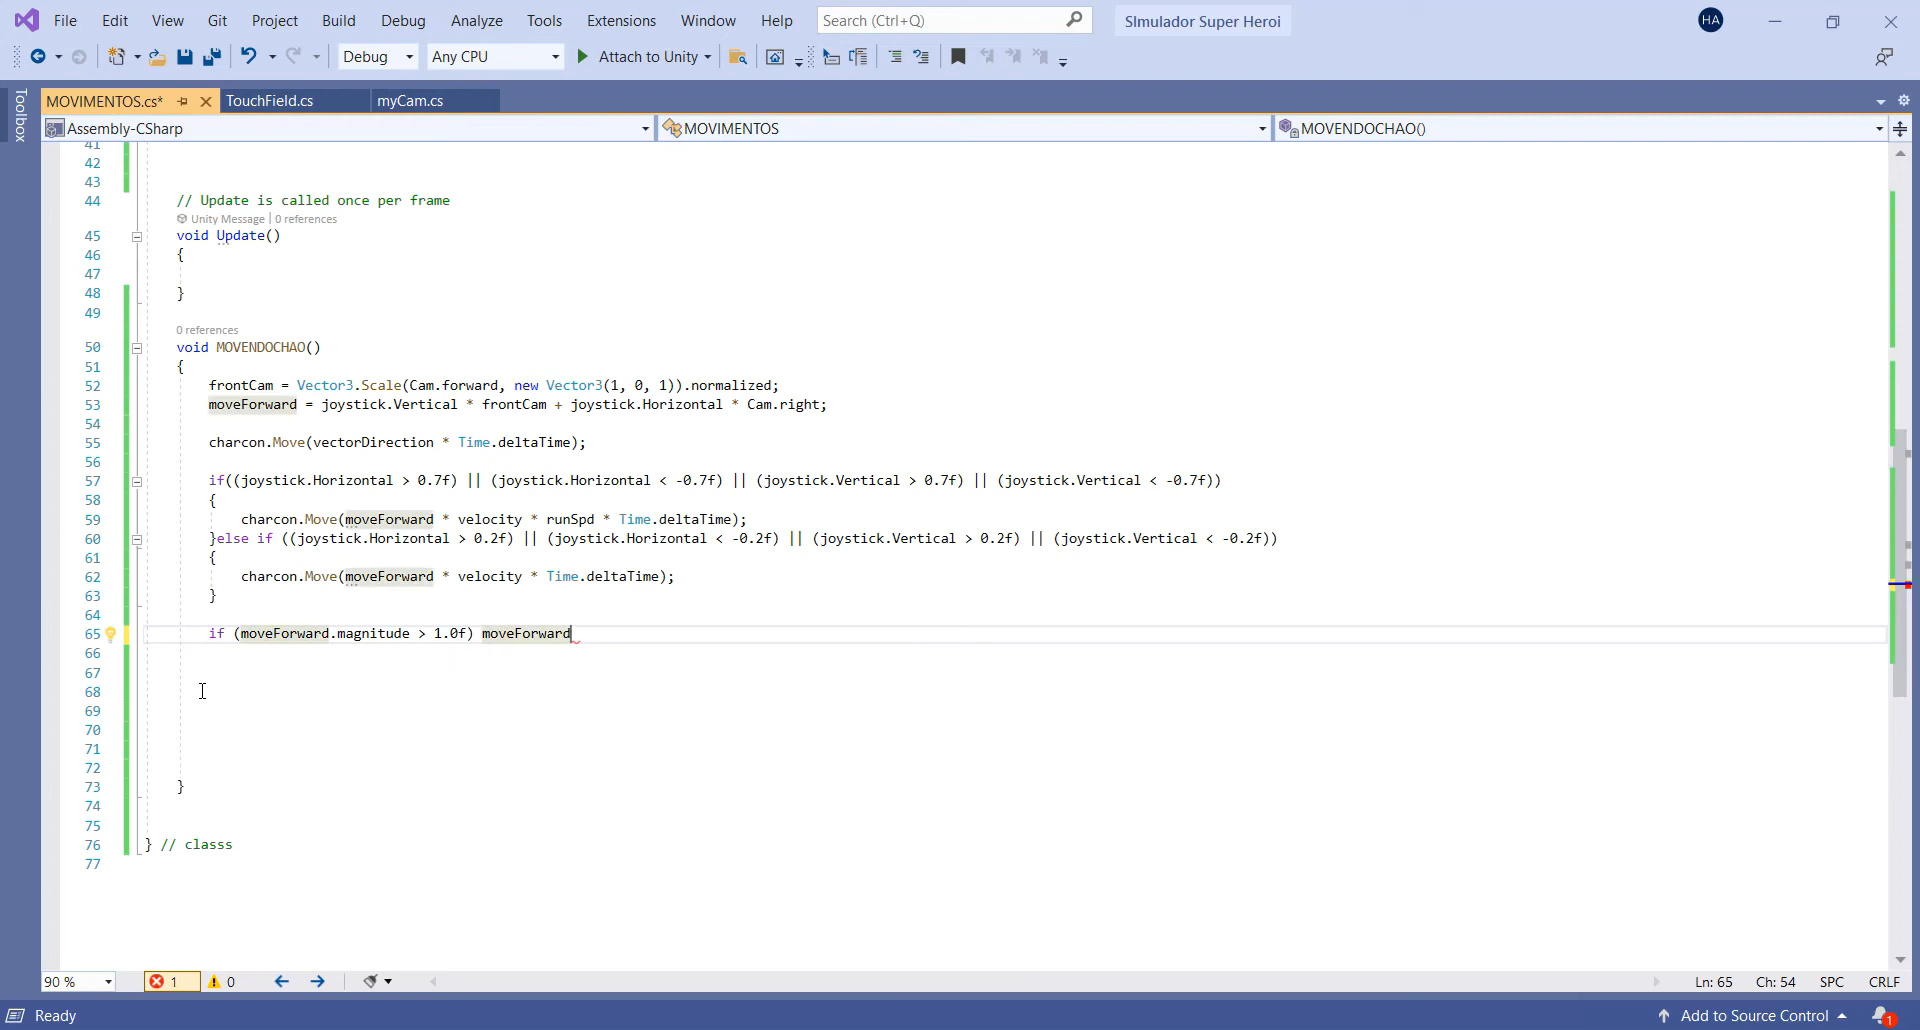 File Edit View Git Project Build Debug Test Analyze Tools Extensions Window Help Search (Ctrl+Q) SImulador Super Heroi HA
Debug Any CPU Attach to Unity
Toolbox
MOVIMENTOS.cs* TouchField.cs myCam.cs
Assembly-CSharp MOVIMENTOS MOVENDOCHAO()
41
42
43
44 // Update is called once per frame
Unity Message | 0 references
45 void Update()
46 {
47
48 }
49
0 references
50 void MOVENDOCHAO()
51 {
52 frontCam = Vector3.Scale(Cam.forward, new Vector3(1, 0, 1)).normalized;
53 moveForward = joystick.Vertical * frontCam + joystick.Horizontal * Cam.right;
54
55 charcon.Move(vectorDirection * Time.deltaTime);
56
57 if((joystick.Horizontal > 0.7f) || (joystick.Horizontal < -0.7f) || (joystick.Vertical > 0.7f) || (joystick.Vertical < -0.7f))
58 {
59 charcon.Move(moveForward * velocity * runSpd * Time.deltaTime);
60 }else if ((joystick.Horizontal > 0.2f) || (joystick.Horizontal < -0.2f) || (joystick.Vertical > 0.2f) || (joystick.Vertical < -0.2f))
61 {
62 charcon.Move(moveForward * velocity * Time.deltaTime);
63 }
64
65 if (moveForward.magnitude > 1.0f) moveForward
66
67
68
69
70
71
72
73 }
74
75
76 } // classs
77
90 % 1 0 Ln: 65 Ch: 54 SPC CRLF
Ready Add to Source Control 1